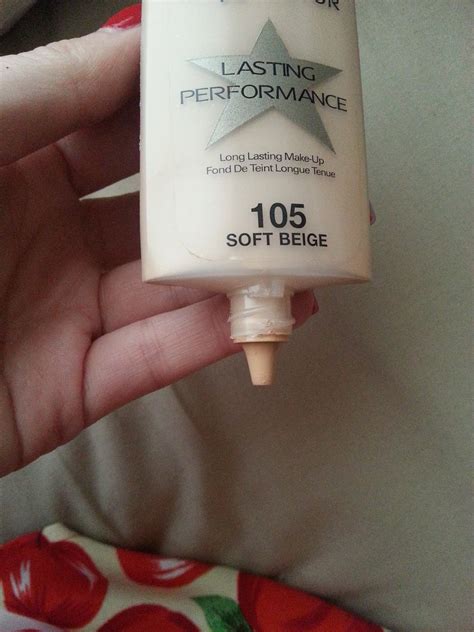 LASTING
PERFORMANCE
Long Lasting Make-Up
Fond De Teint Longue Tenue
105
SOFT BEIGE